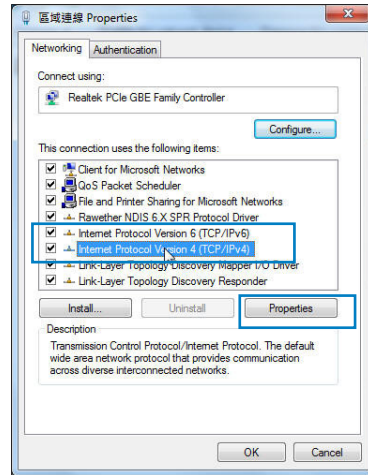 區域連線 Properties
Networking
Authentication
Connect using:
Realtek PCIe GBE Family Controller
Configure...
This connection uses the following items:
Client for Microsoft Networks
QoS Packet Scheduler
File and Printer Sharing for Microsoft Networks
Rawether NDIS 6.X SPR Protocol Driver
Internet Protocol Version 6 (TCP/IPv6)
Internet Protocol Version 4 (TCP/IPv4)
Link-Layer Topology Discovery Mapper I/O Driver
Link-Layer Topology Discovery Responder
Install...
Uninstall
Properties
Description
Transmission Control Protocol/Internet Protocol. The default
wide area network protocol that provides communication
across diverse interconnected networks.
OK
Cancel